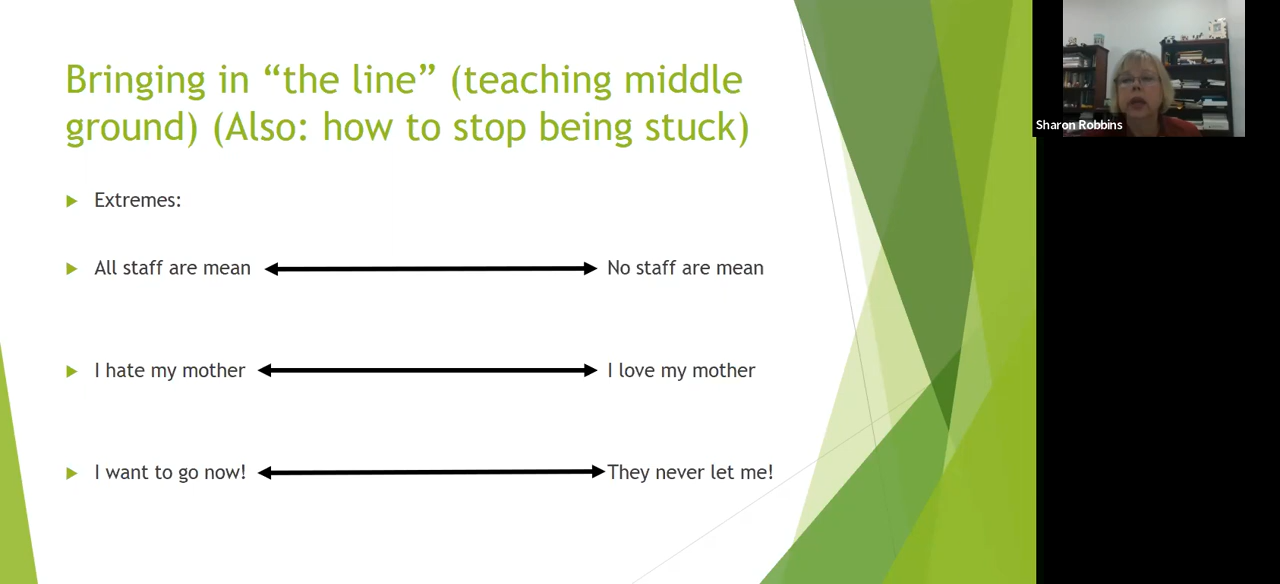 Bringing in “the line” (teaching middle
ground) (Also: how to stop being stuck)
Extremes:
All staff are mean No staff are mean
I hate my mother I love my mother
I want to go now! They never let me!
Sharon Robbins